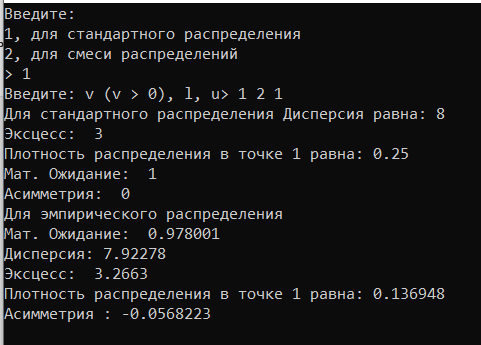 Введите:
1, для стандартного распределения
2, для смеси распределений
> 1
Введите: v (v > 0), l, u> 1 2 1
Для стандартного распределения Дисперсия равна: 8
Эксцесс:  3
Плотность распределения в точке 1 равна: 0.25
Мат. Ожидание:  1
Асимметрия:  0
Для эмпирического распределения
Мат. Ожидание:  0.978001
Дисперсия: 7.92278
Эксцесс:  3.2663
Плотность распределения в точке 1 равна: 0.136948
Асимметрия : -0.0568223